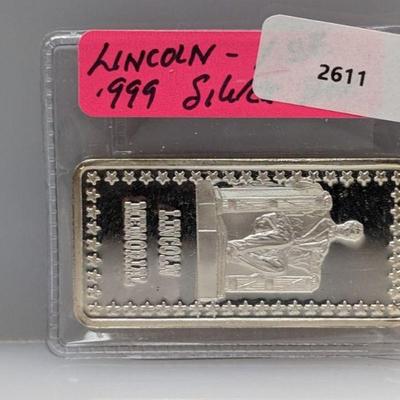 LINCOLN -
.999 SILVE
2611
LINCOLN
MEMORIAL